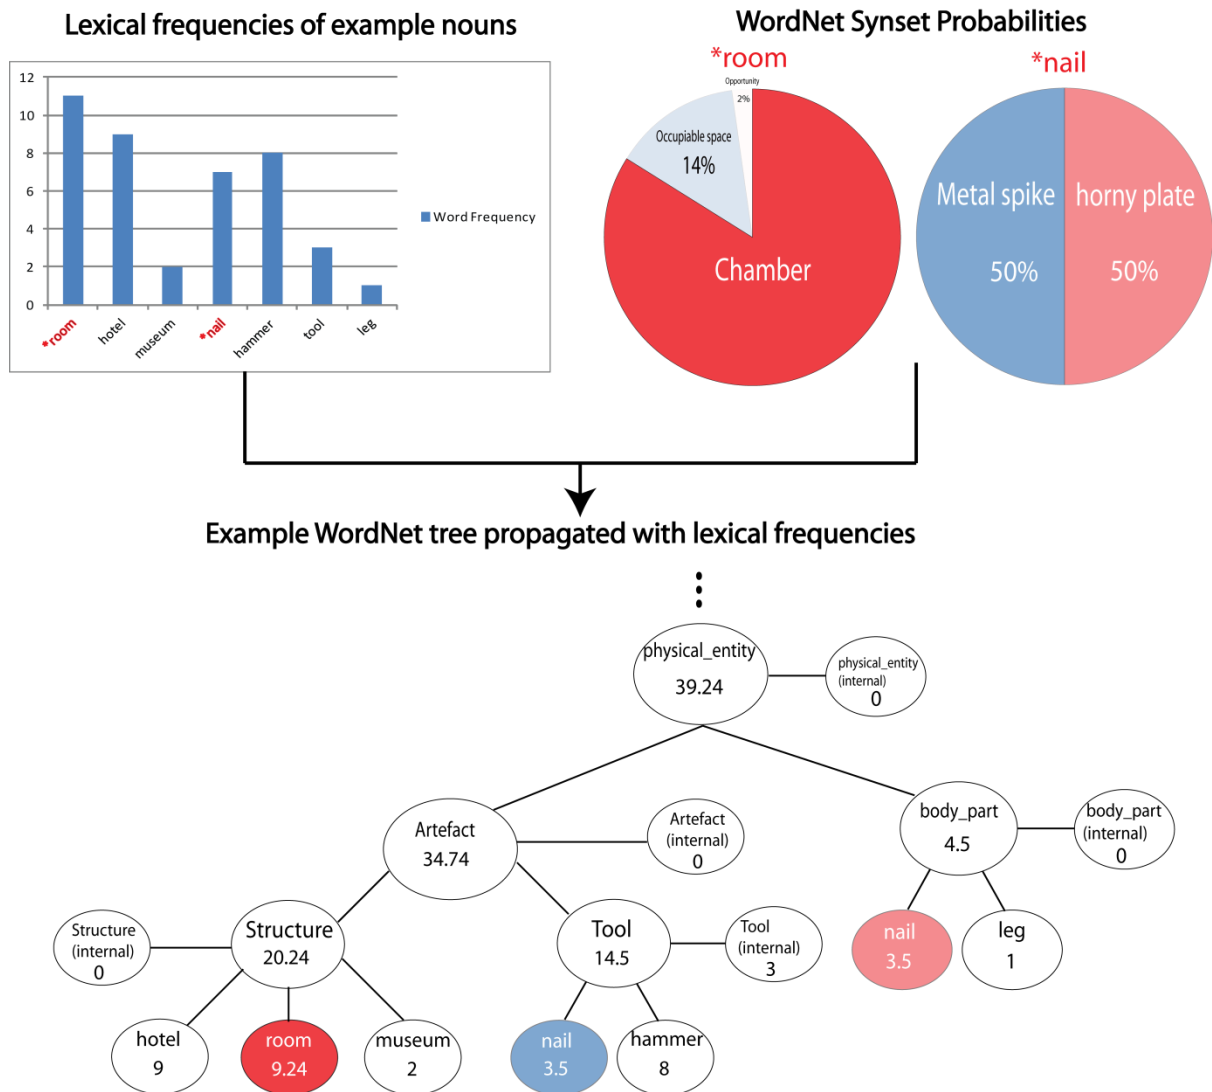 Lexical frequencies of example nouns
WordNet Synset Probabilities
12
10
8
6
4
2
0
*room
hotel
museum
*nail
hammer
tool
leg
Word Frequency
*room
Opportunity
2%
Occupiable space
14%
Chamber
*nail
Metal spike
50%
horny plate
50%
Example WordNet tree propagated with lexical frequencies
physical_entity
39.24
physical_entity
(internal)
0
Artefact
34.74
Artefact
(internal)
0
body_part
4.5
body_part
(internal)
0
Structure
(internal)
0
Structure
20.24
Tool
14.5
Tool
(internal)
3
nail
3.5
leg
1
hotel
9
room
9.24
museum
2
nail
3.5
hammer
8